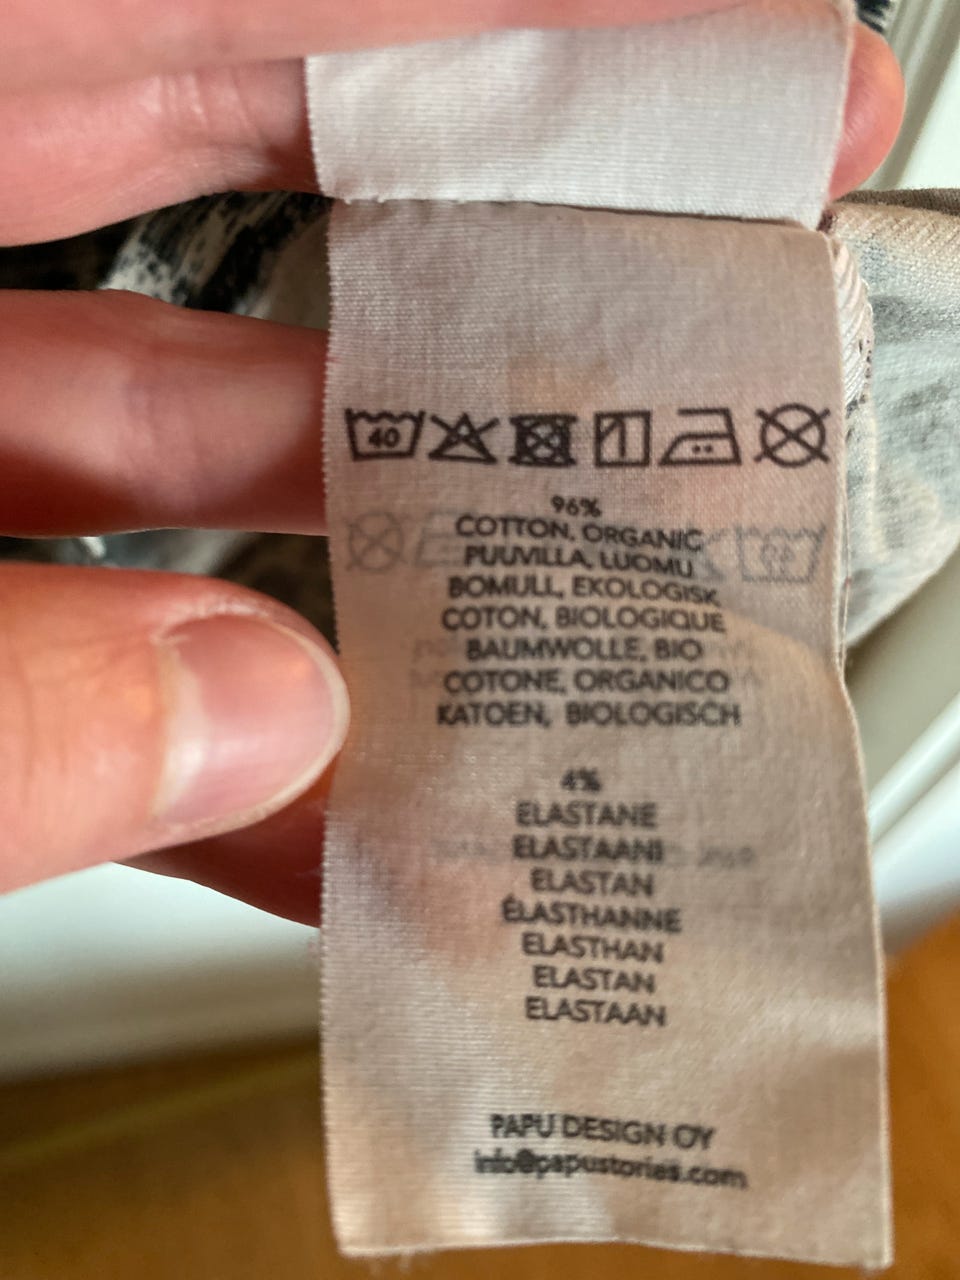 40
96%
COTTON, ORGANIC
PUUVILLA, LUOMU
BOMULL, EKOLOGISK
COTON, BIOLOGIQUE
BAUMWOLLE, BIO
COTONE, ORGANICO
KATOEN, BIOLOGISCH
4%
ELASTANE
ELASTAANI
ELASTAN
ÉLASTHANNE
ELASTHAN
ELASTAN
ELASTAAN
PAPU DESIGN OY
info@papustories.com